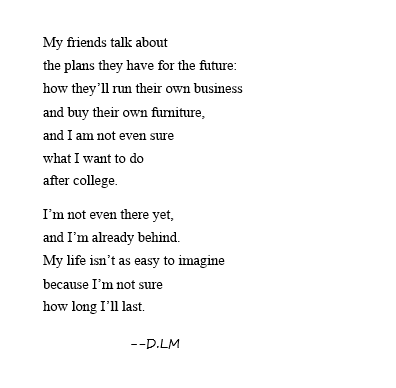 My friends talk about
the plans they have for the future:
how they’ll run their own business
and buy their own furniture,
and I am not even sure
what I want to do
after college.
I’m not even there yet,
and I’m already behind.
My life isn’t as easy to imagine
because I’m not sure
how long I’ll last.
--D.LM